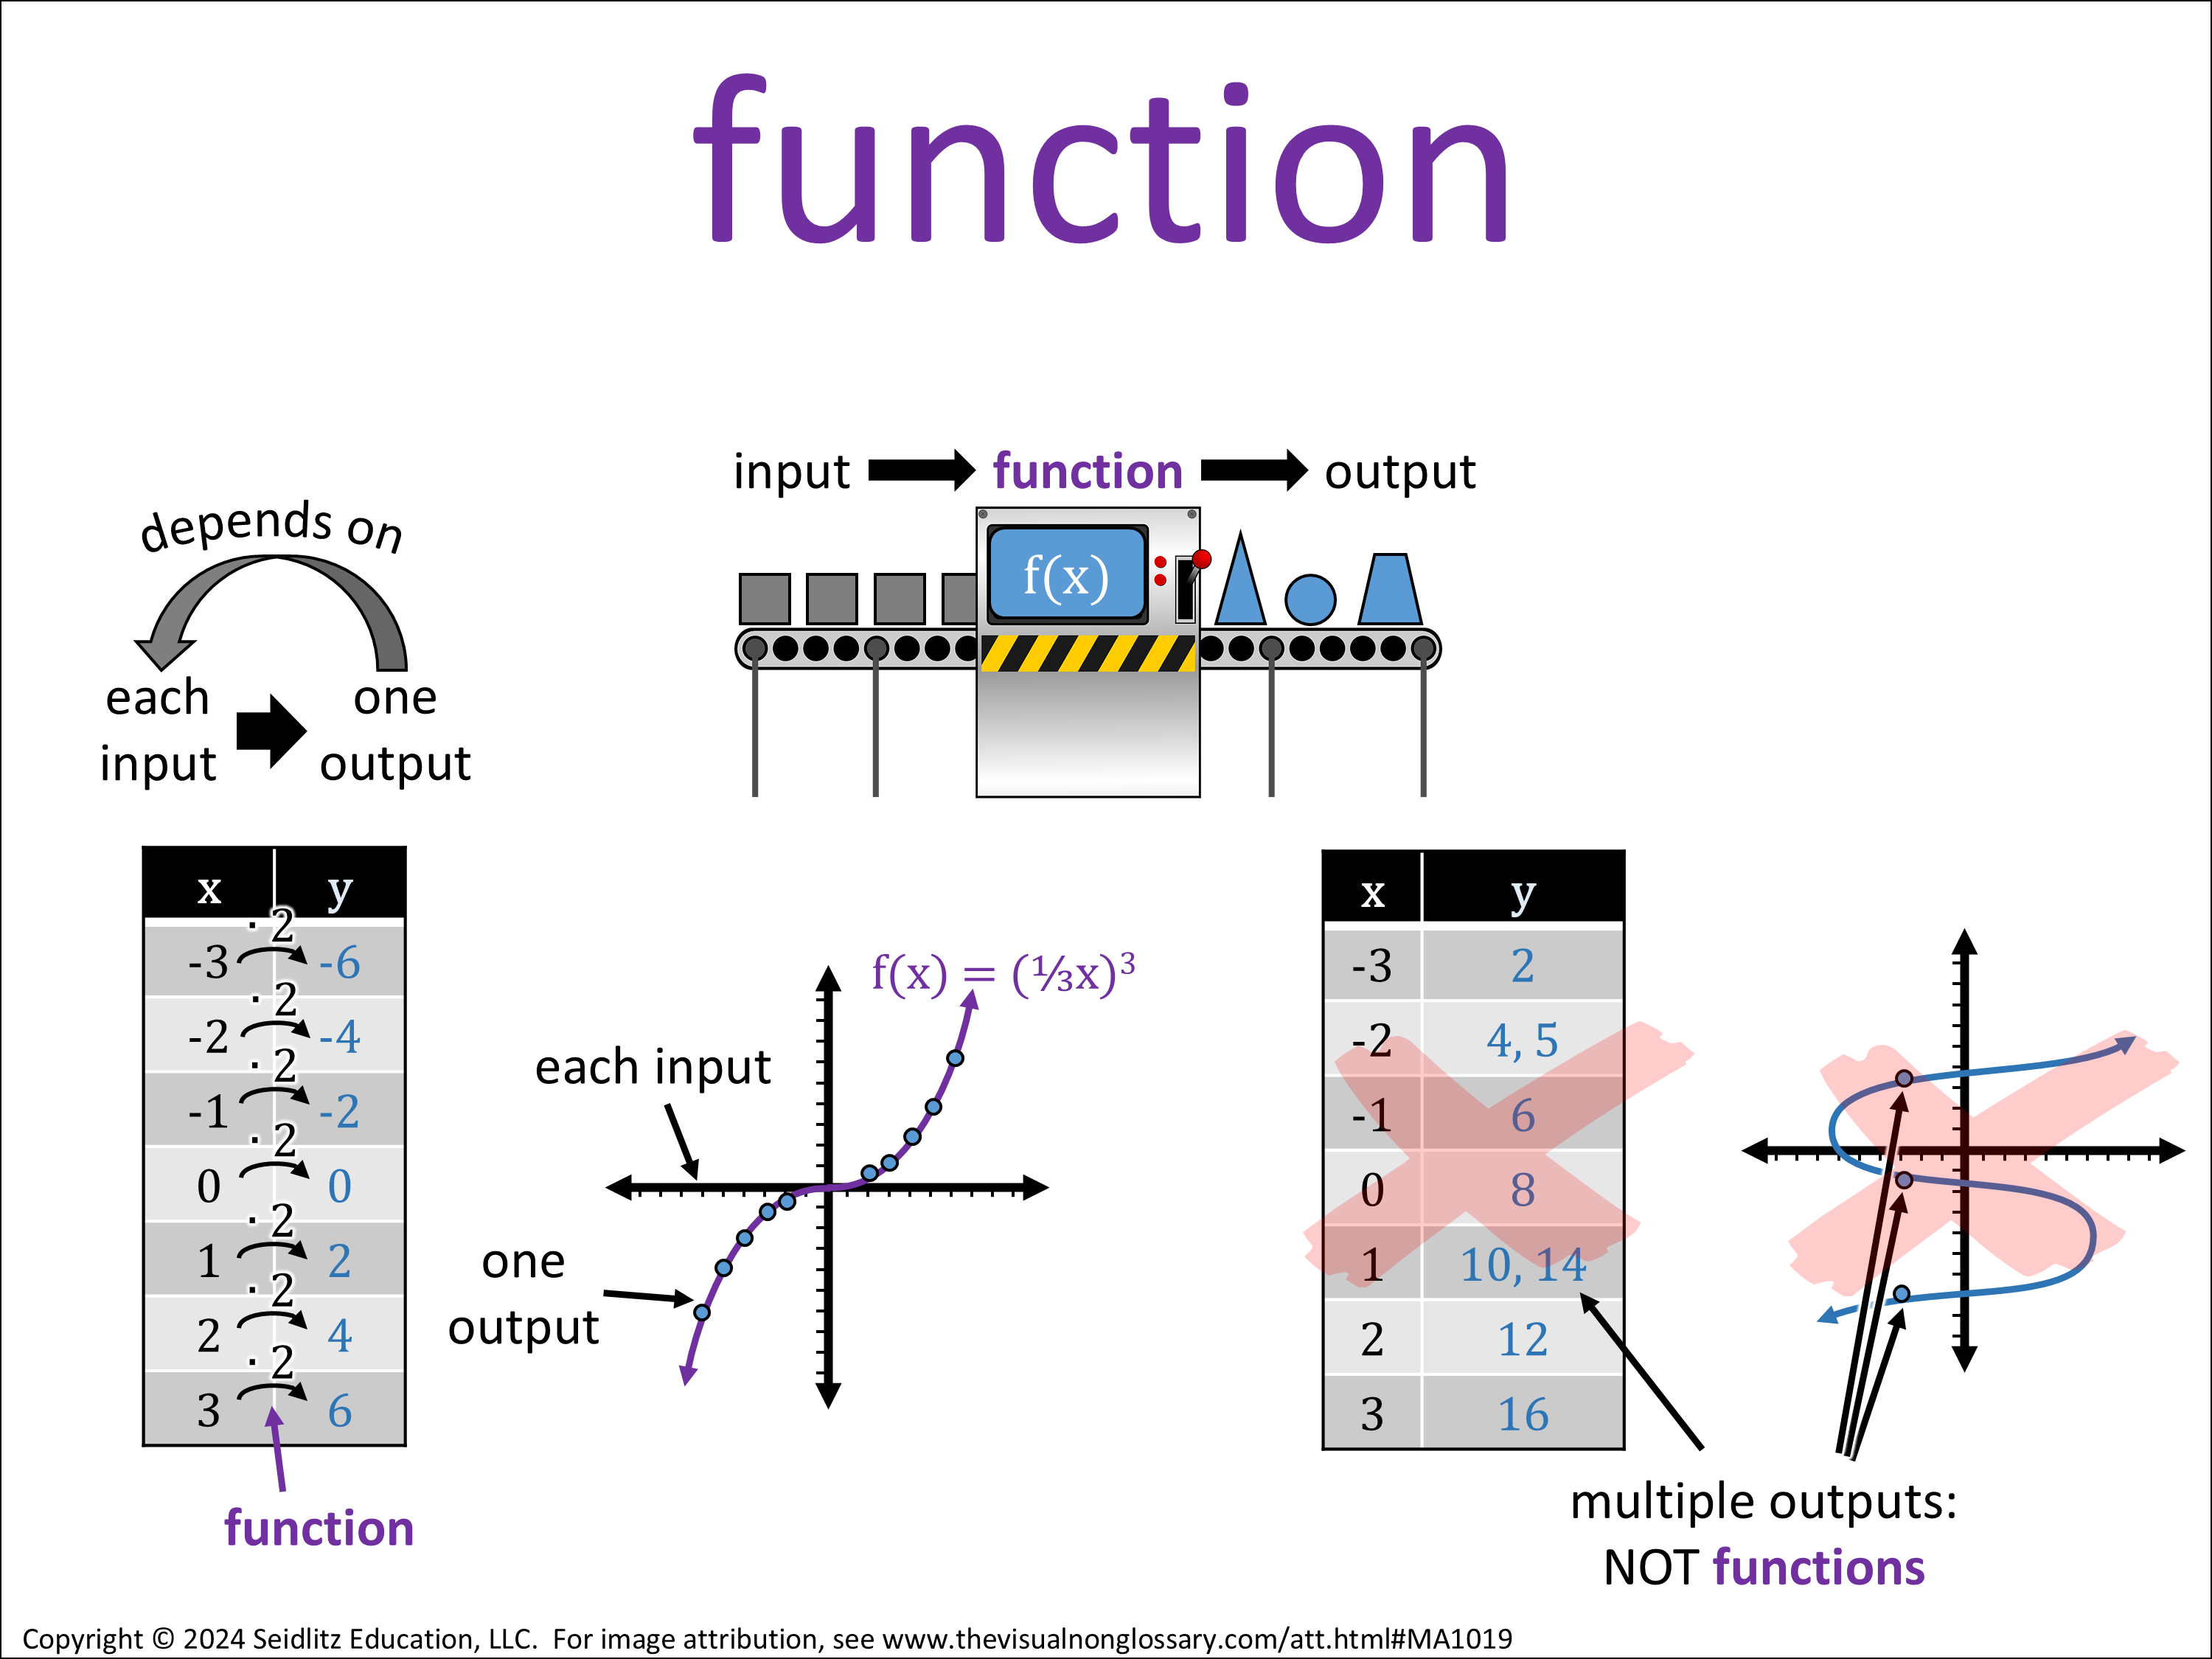 function
input function output
f(x)
depends on
each one
input output
x y
-3 · 2 -6
-2 · 2 -4
-1 · 2 -2
0 · 2 0
1 · 2 2
2 · 2 4
3 · 2 6
function
f(x) = (⅓x)³
each input
one
output
x y
-3 2
-2 4, 5
-1 6
0 8
1 10, 14
2 12
3 16
multiple outputs:
NOT functions
Copyright © 2024 Seidlitz Education, LLC. For image attribution, see www.thevisualnonglossary.com/att.html#MA1019